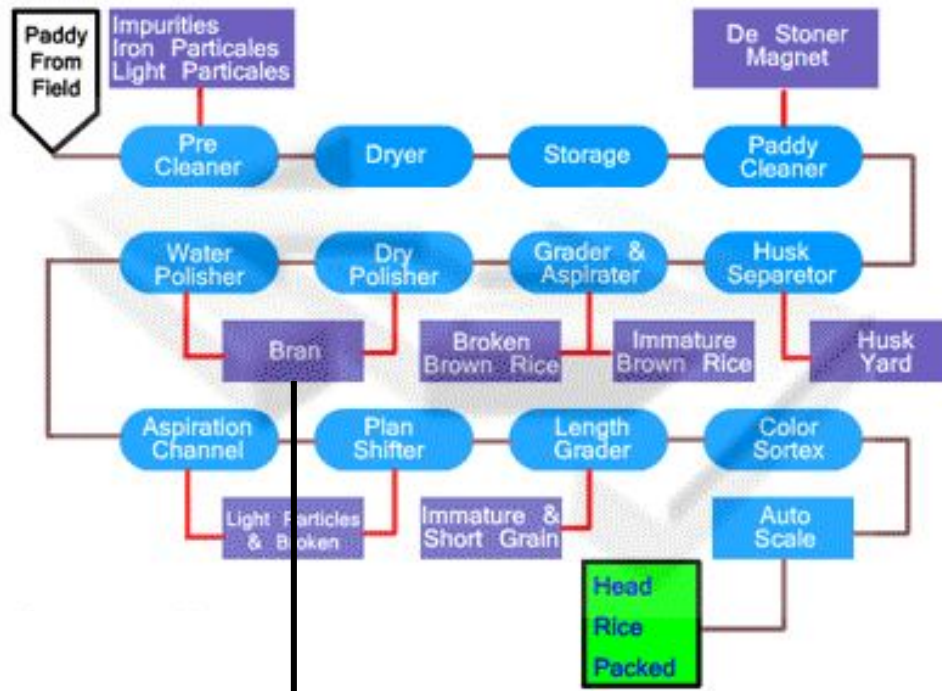 Paddy
From
Field
Impurities
Iron Particales
Light Particales
De Stoner
Magnet
Pre
Cleaner
Dryer
Storage
Paddy
Cleaner
Water
Polisher
Dry
Polisher
Grader &
Aspirater
Husk
Separetor
Bran
Broken
Brown Rice
Immature
Brown Rice
Husk
Yard
Aspiration
Channel
Plan
Shifter
Length
Grader
Color
Sortex
Light Particles
& Broken
Immature &
Short Grain
Auto
Scale
Head
Rice
Packed